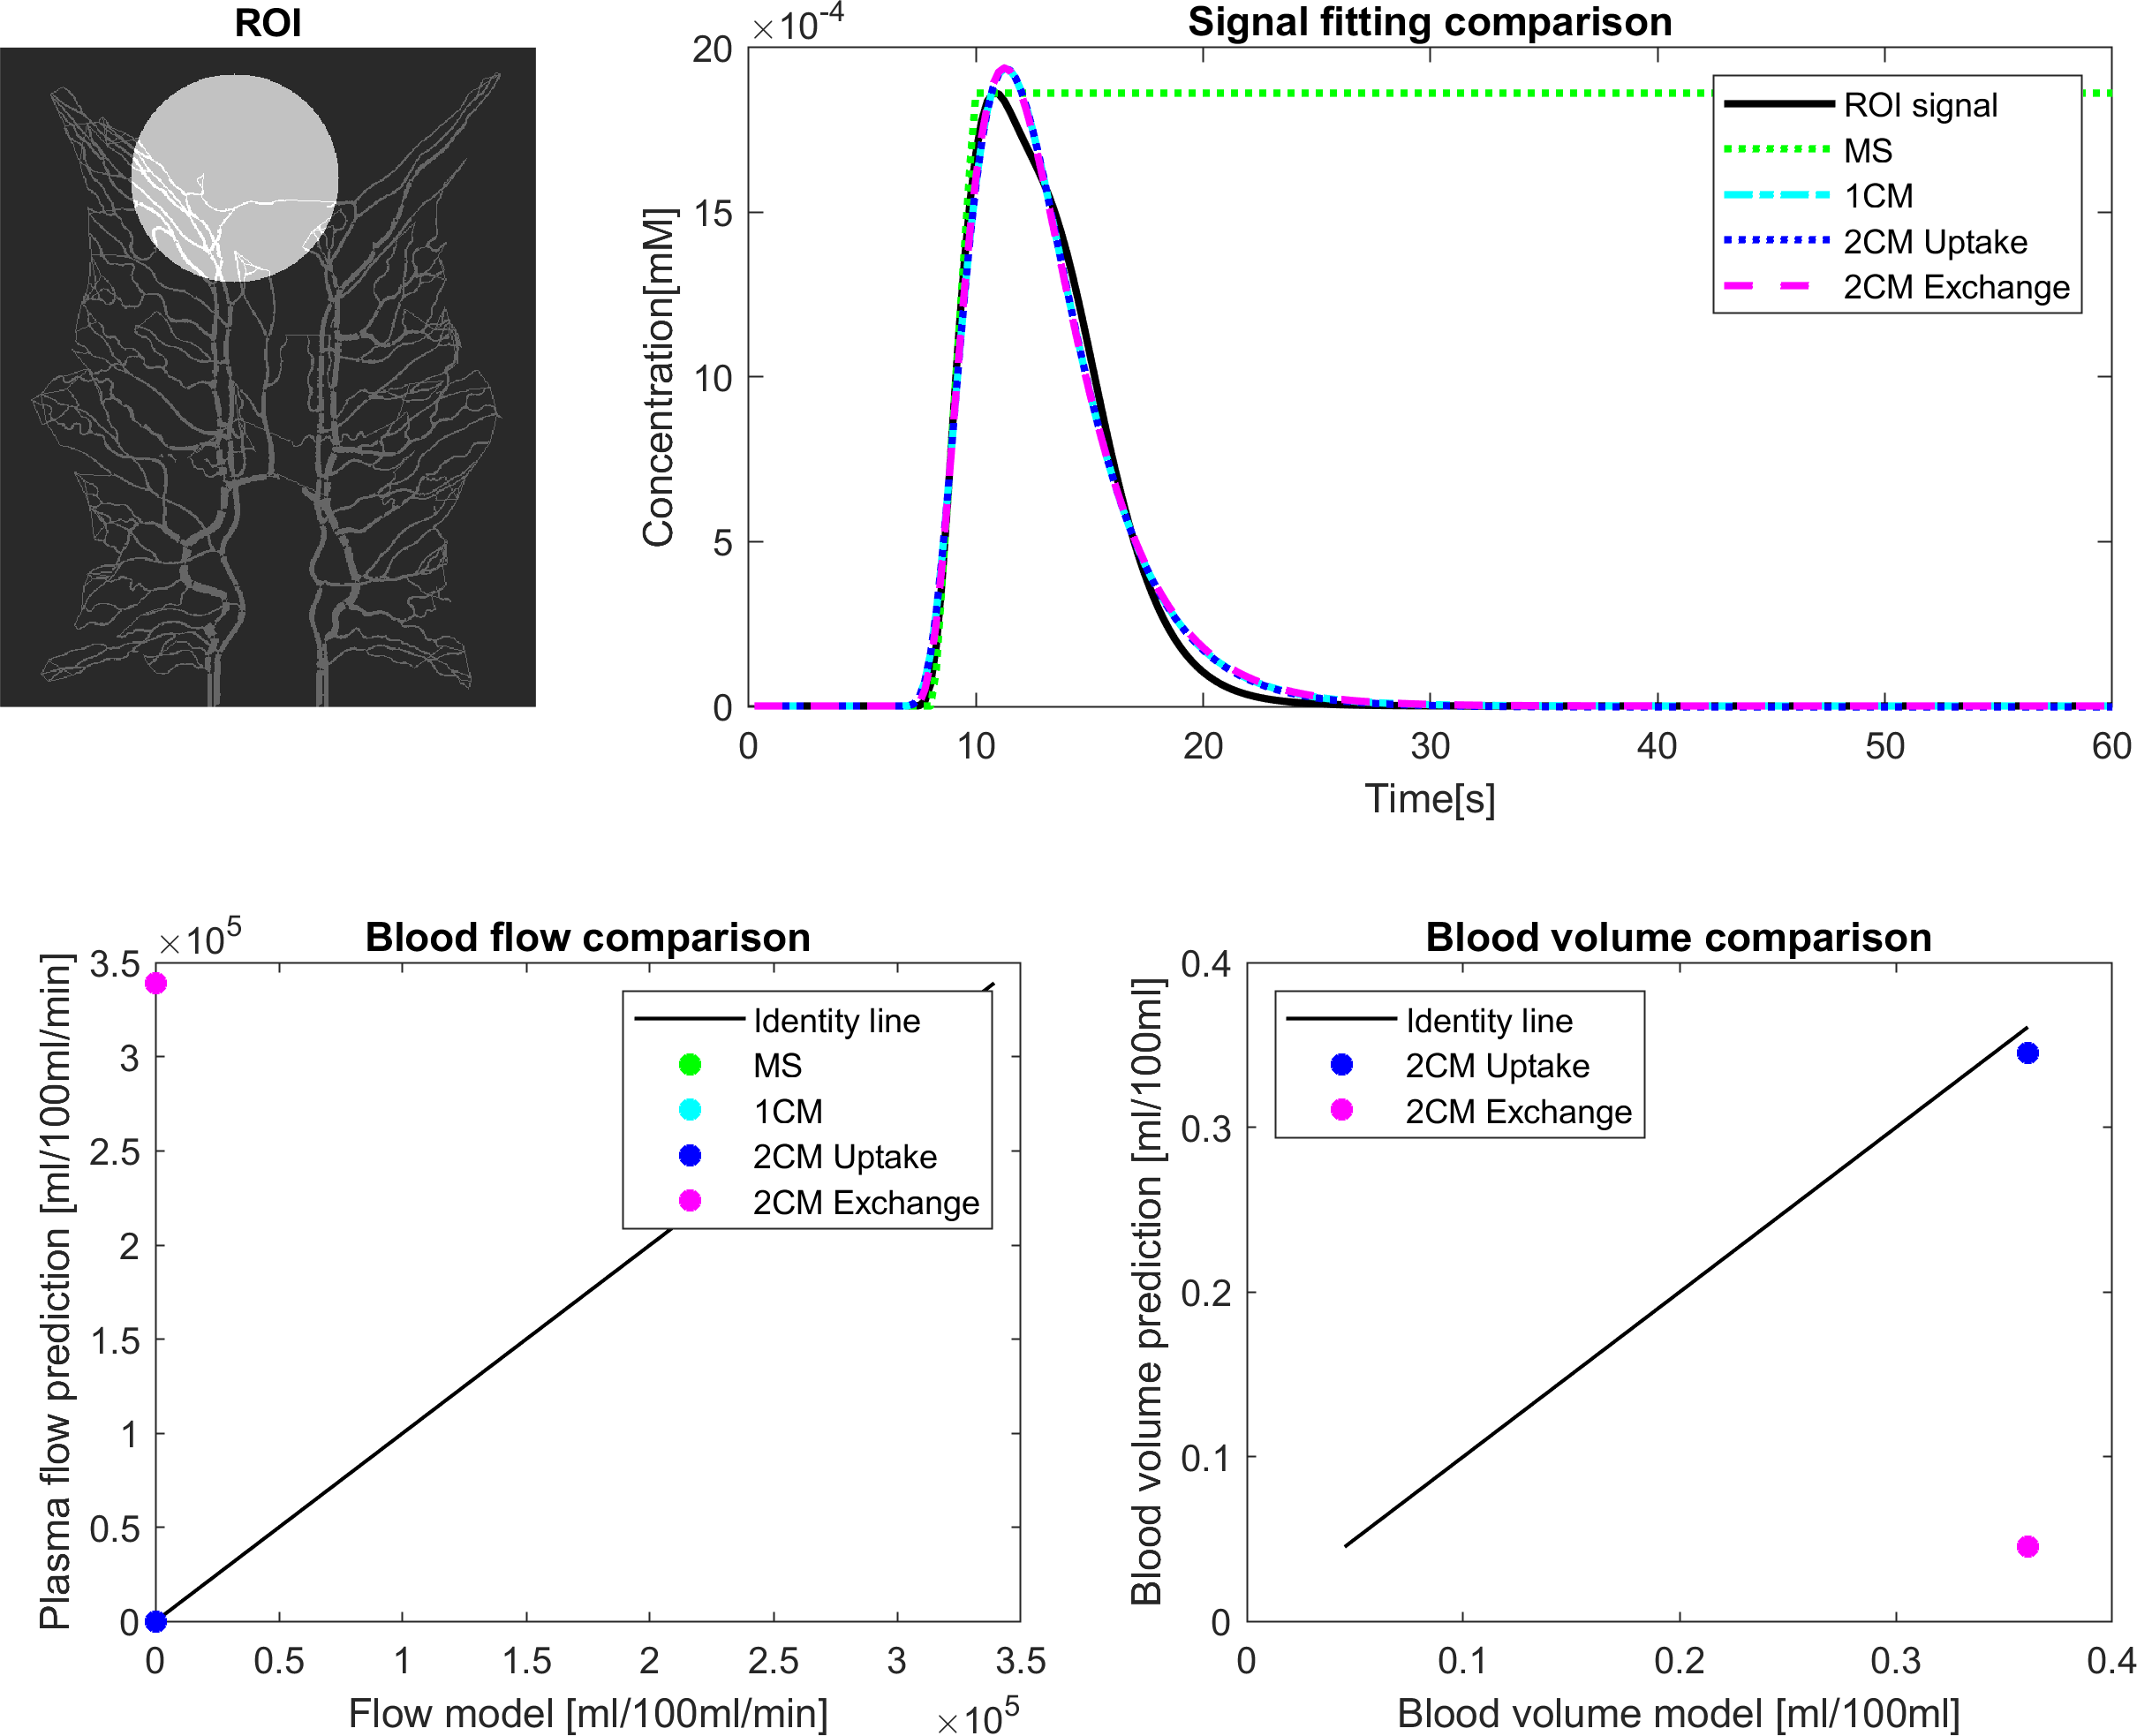 ROI
Signal fitting comparison
×10-4
20
15
10
5
0
Concentration[mM]
0 10 20 30 40 50 60
Time[s]
ROI signal
MS
1CM
2CM Uptake
2CM Exchange
Blood flow comparison
×105
3.5
3
2.5
2
1.5
1
0.5
0
Plasma flow prediction [ml/100ml/min]
0 0.5 1 1.5 2 2.5 3 3.5
Flow model [ml/100ml/min]
×105
Identity line
MS
1CM
2CM Uptake
2CM Exchange
Blood volume comparison
0.4
0.3
0.2
0.1
0
Blood volume prediction [ml/100ml]
0 0.1 0.2 0.3 0.4
Blood volume model [ml/100ml]
Identity line
2CM Uptake
2CM Exchange